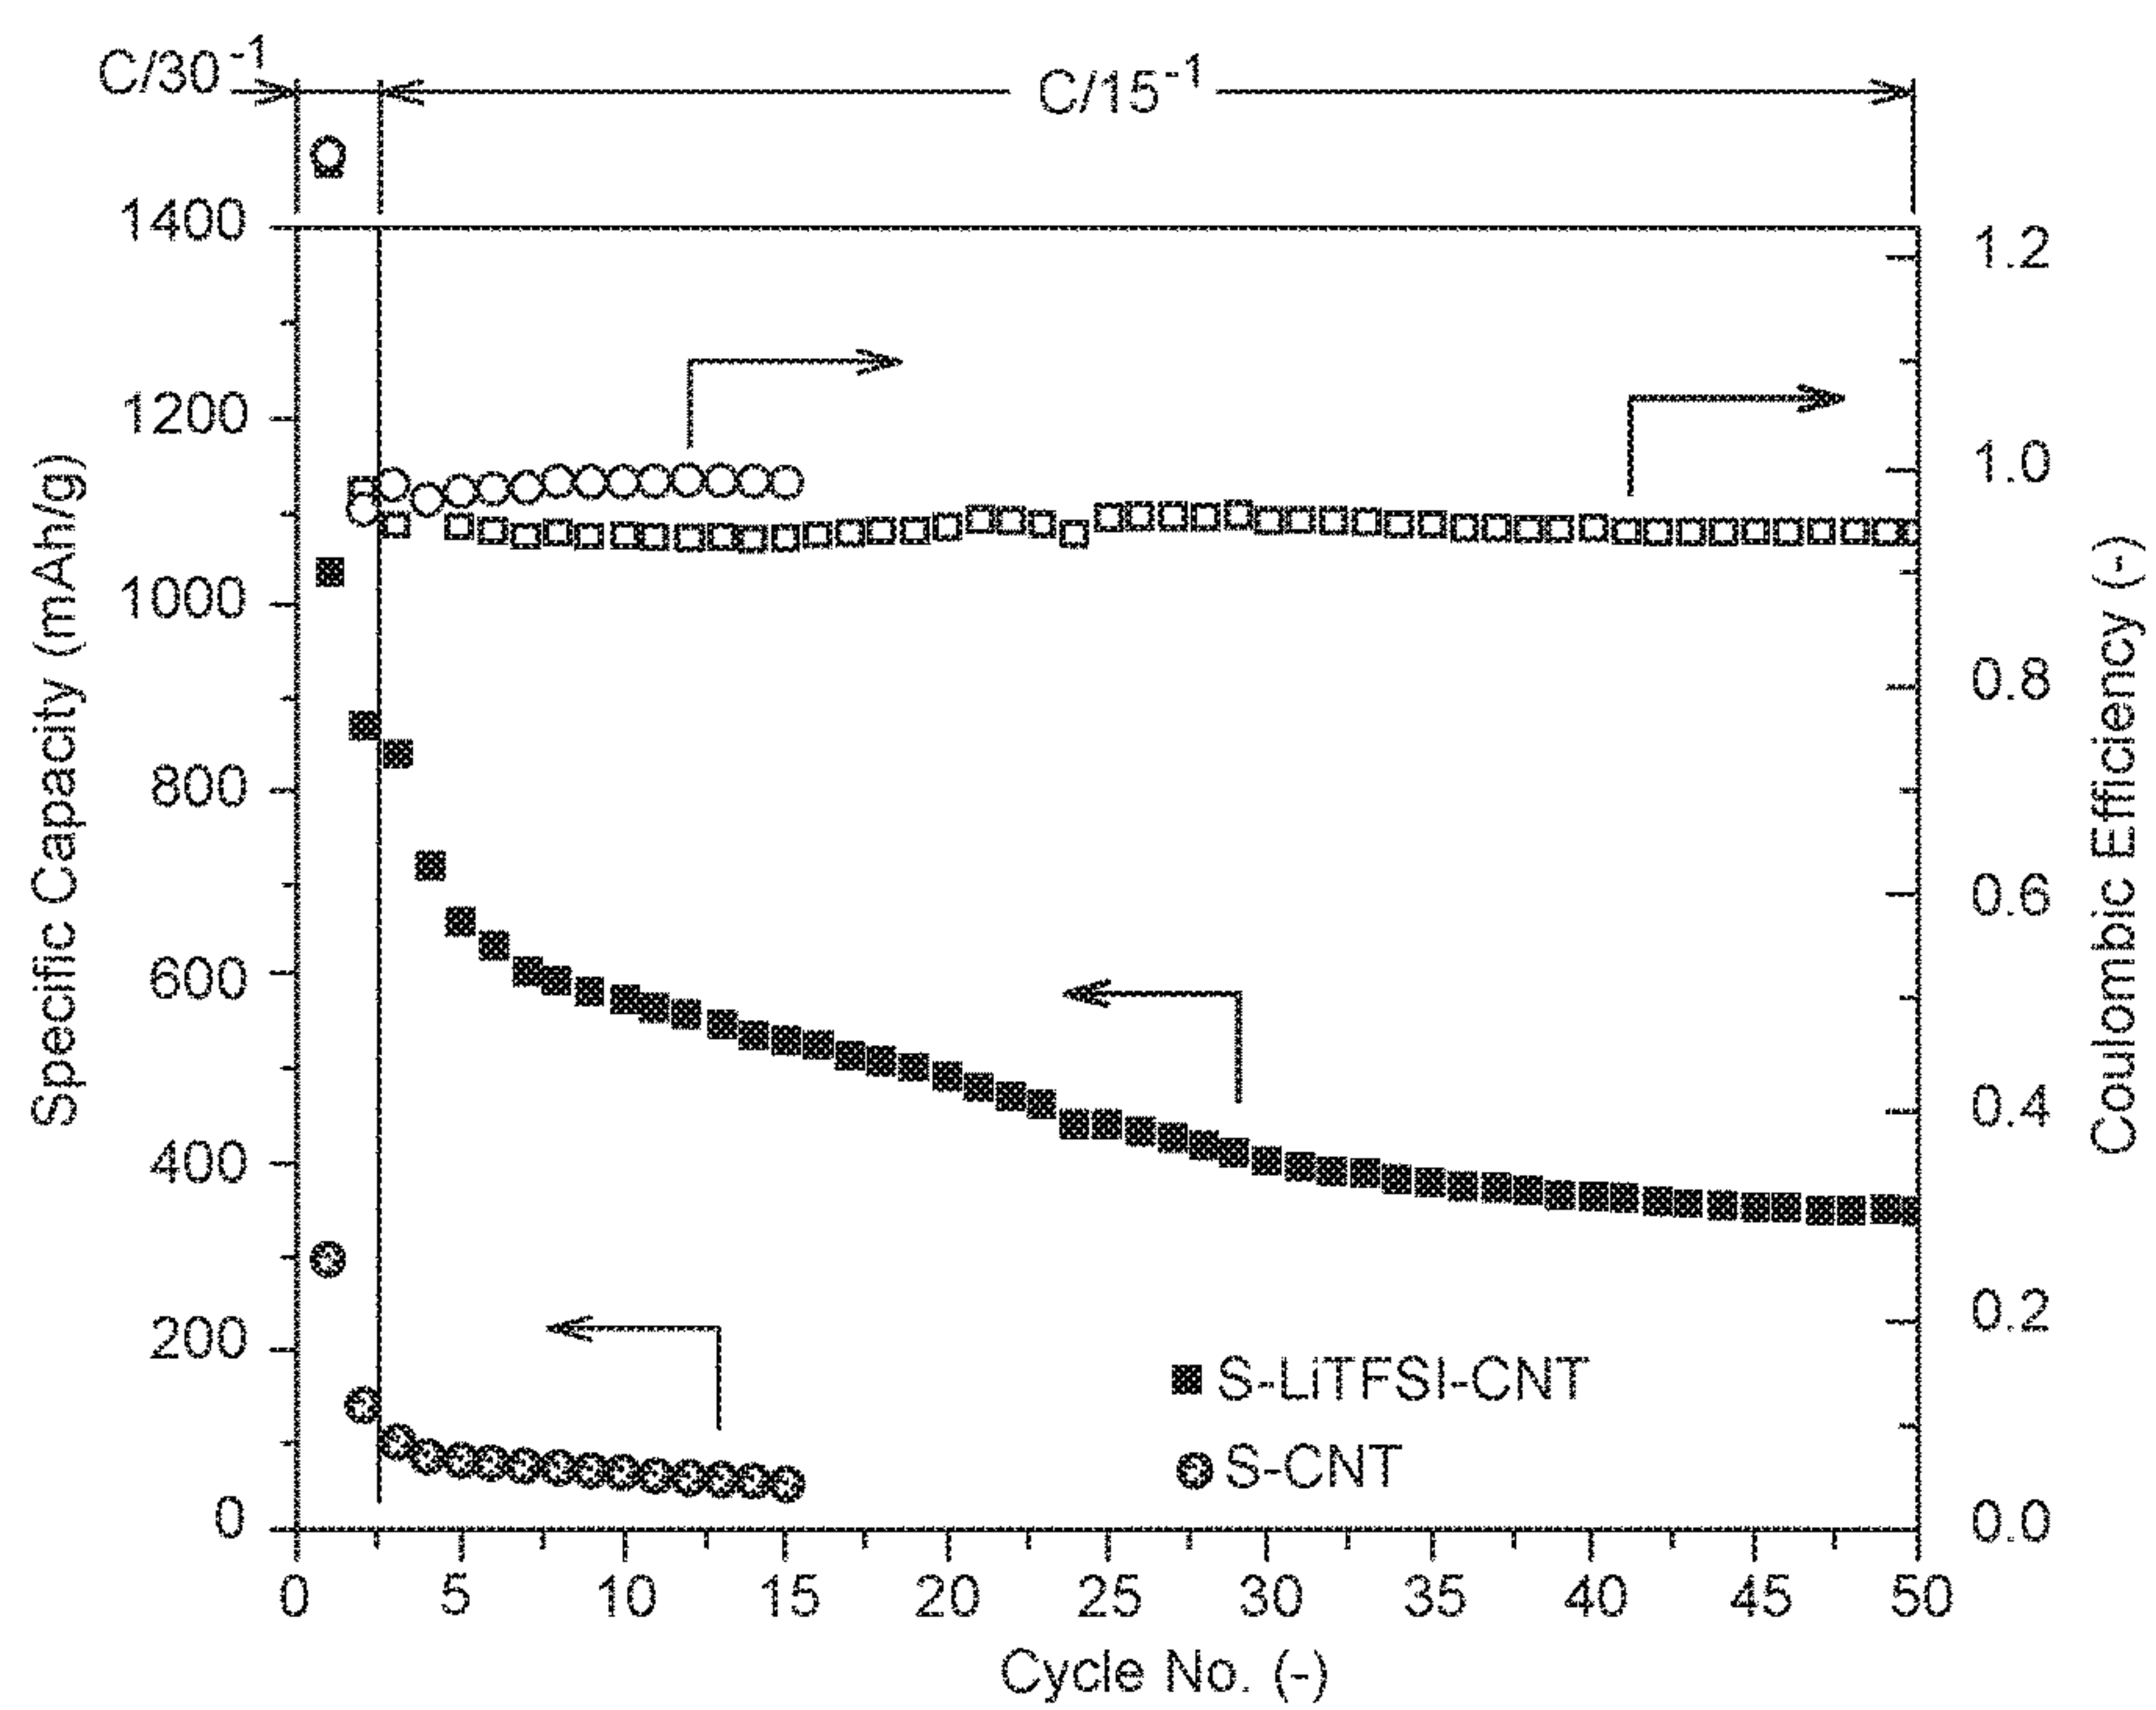 C/30⁻¹
C/15⁻¹
1400
1200
1000
800
600
400
200
0
Specific Capacity (mAh/g)
1.2
1.0
0.8
0.6
0.4
0.2
0.0
Coulombic Efficiency (-)
S-LiTFSI-CNT
S-CNT
0 5 10 15 20 25 30 35 40 45 50
Cycle No. (-)